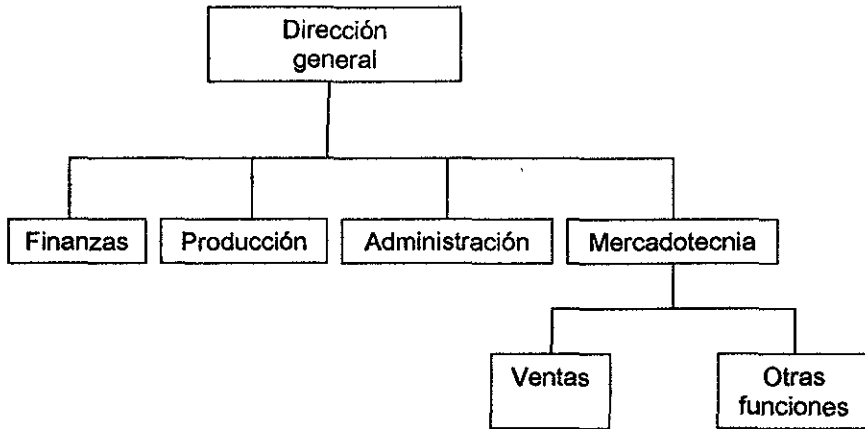 Dirección
general
Finanzas
Producción
Administración
Mercadotecnia
Ventas
Otras
funciones